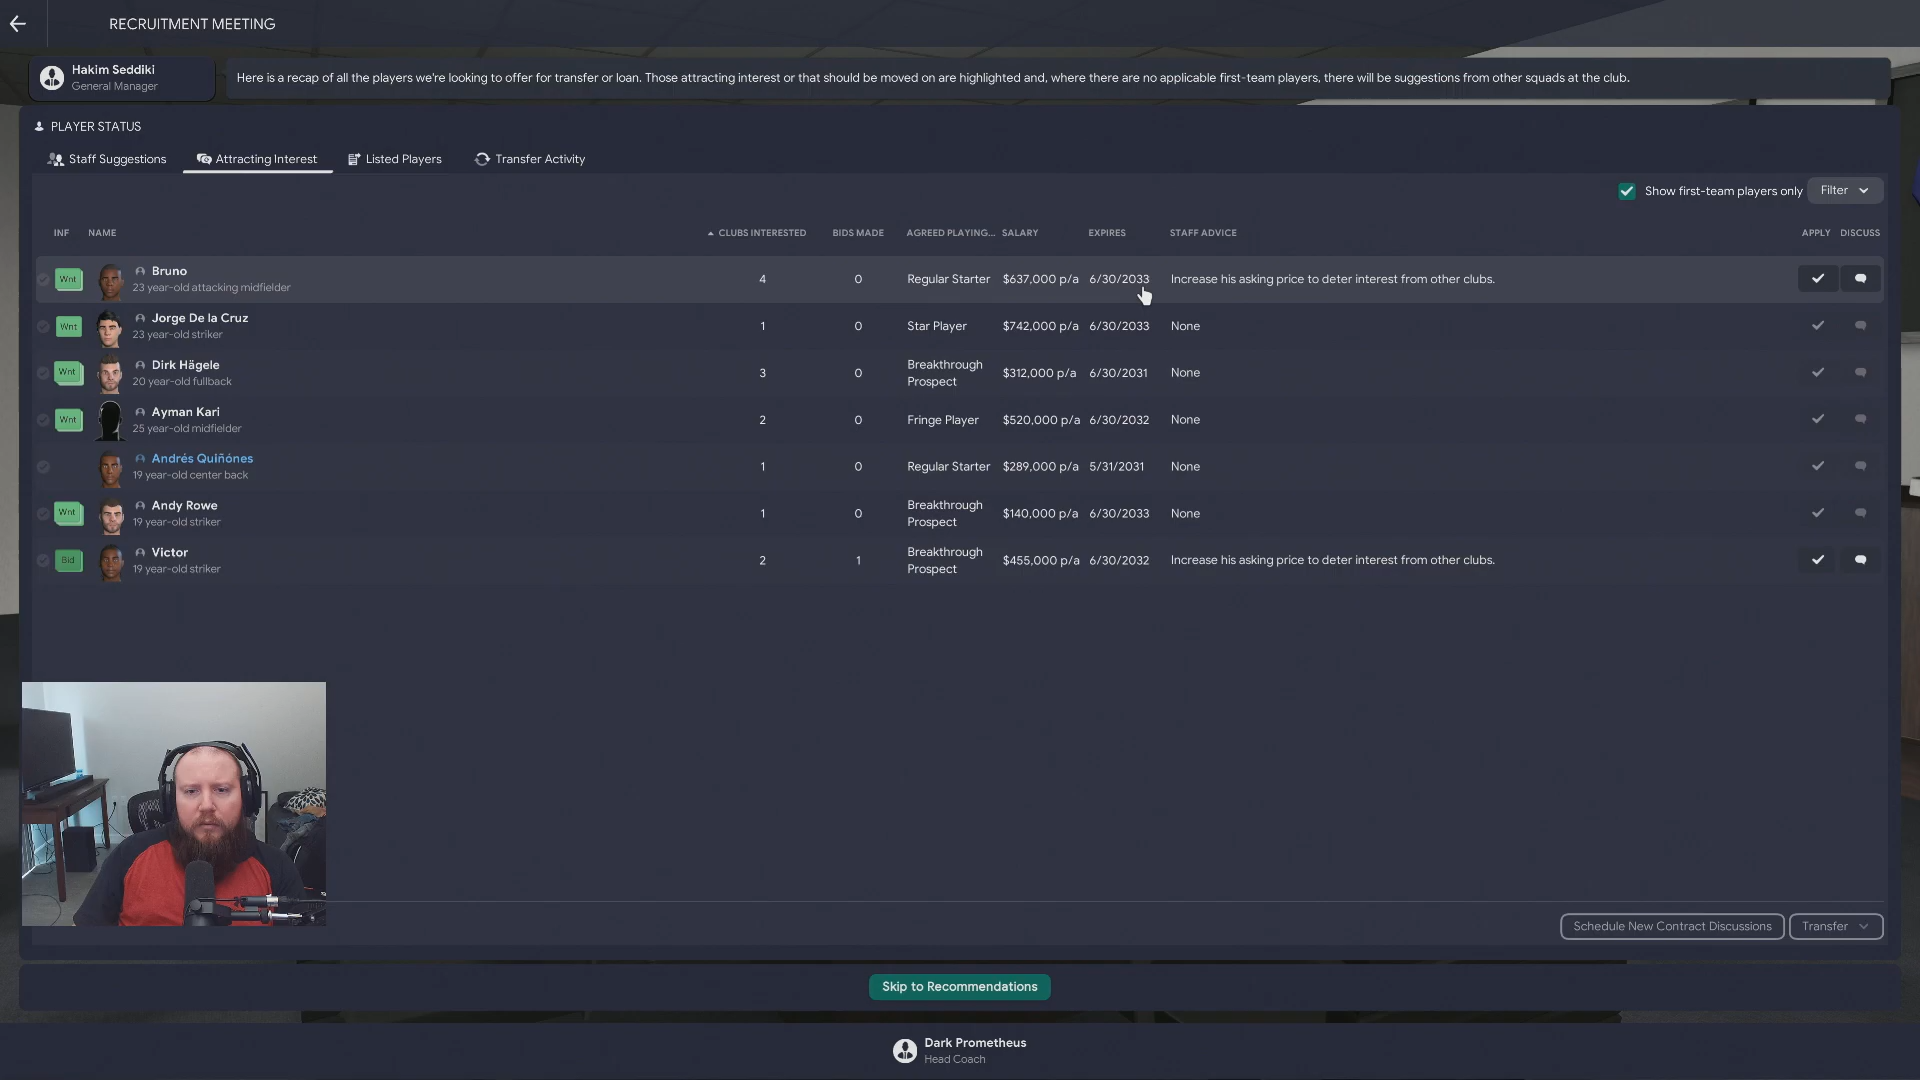 RECRUITMENT MEETING
Hakim Seddiki
General Manager
Here is a recap of all the players we're looking to offer for transfer or loan. Those attracting interest or that should be moved on are highlighted and, where there are no applicable first-team players, there will be suggestions from other squads at the club.
PLAYER STATUS
Staff Suggestions Attracting Interest Listed Players Transfer Activity
Show first-team players only Filter
INF NAME CLUBS INTERESTED BIDS MADE AGREED PLAYING... SALARY EXPIRES STAFF ADVICE APPLY DISCUSS
Wnt Bruno 4 0 Regular Starter $637,000 p/a 6/30/2033 Increase his asking price to deter interest from other clubs.
23 year-old attacking midfielder
Wnt Jorge De la Cruz 1 0 Star Player $742,000 p/a 6/30/2033 None
23 year-old striker
Wnt Dirk Hägele 3 0 Breakthrough Prospect $312,000 p/a 6/30/2031 None
20 year-old fullback
Wnt Ayman Kari 2 0 Fringe Player $520,000 p/a 6/30/2032 None
25 year-old midfielder
Andrés Quiñónes 1 0 Regular Starter $289,000 p/a 5/31/2031 None
19 year-old center back
Wnt Andy Rowe 1 0 Breakthrough Prospect $140,000 p/a 6/30/2033 None
19 year-old striker
Bid Victor 2 1 Breakthrough Prospect $455,000 p/a 6/30/2032 Increase his asking price to deter interest from other clubs.
19 year-old striker
Schedule New Contract Discussions Transfer
Skip to Recommendations
Dark Prometheus
Head Coach